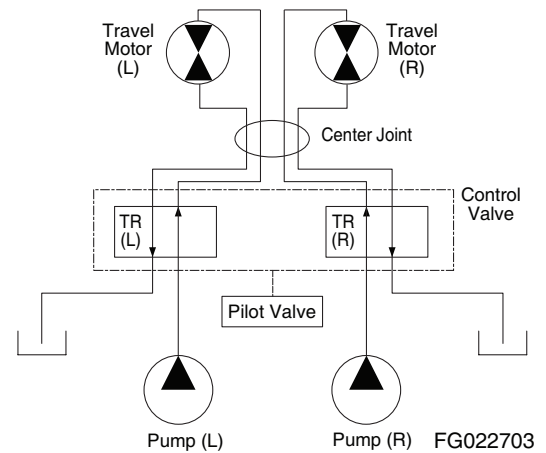 Travel
Motor
(L)
Travel
Motor
(R)
Center Joint
Control
Valve
TR
(L)
TR
(R)
Pilot Valve
Pump (L)
Pump (R)
FG022703